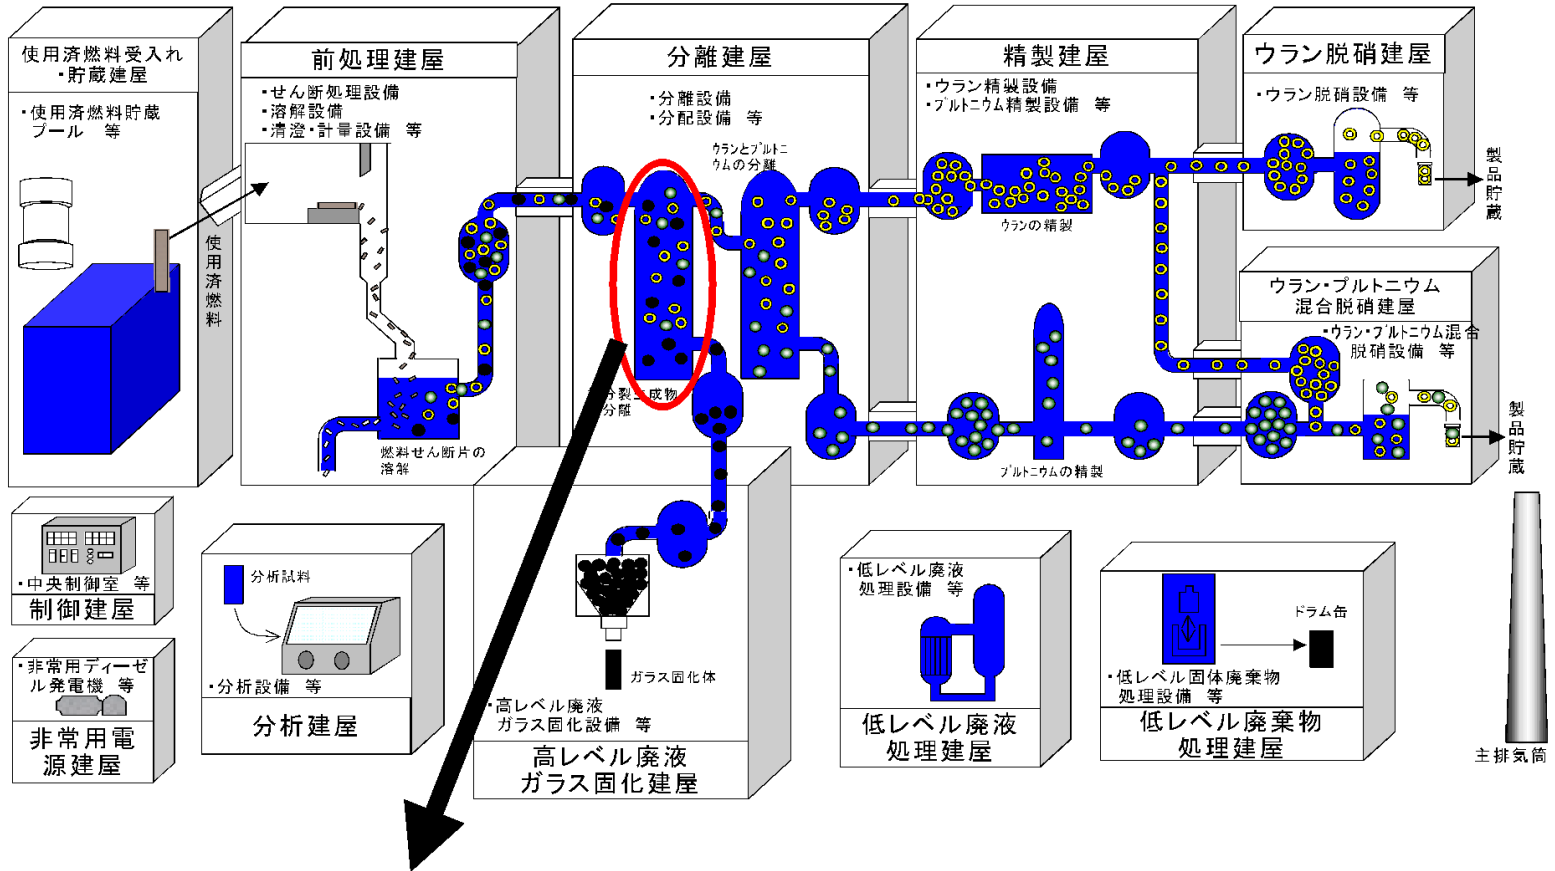 使用済燃料受入れ
・貯蔵建屋
・使用済燃料貯蔵
プール 等
使用済燃料
前処理建屋
・せん断処理設備
・溶解設備
・清澄・計量設備 等
燃料せん断片の
溶解
分離建屋
・分離設備
・分配設備 等
ウランとプルトニ
ウムの分離
分裂生成物
分離
精製建屋
・ウラン精製設備
・プルトニウム精製設備 等
ウランの精製
プルトニウムの精製
ウラン脱硝建屋
・ウラン脱硝設備 等
製品貯蔵
ウラン・プルトニウム
混合脱硝建屋
・ウラン・プルトニウム混合
脱硝設備 等
製品貯蔵
・中央制御室 等
制御建屋
・非常用ディーゼ
ル発電機 等
非常用電
源建屋
分析試料
・分析設備 等
分析建屋
ガラス固化体
・高レベル廃液
ガラス固化設備 等
高レベル廃液
ガラス固化建屋
・低レベル廃液
処理設備 等
低レベル廃液
処理建屋
ドラム缶
・低レベル固体廃棄物
処理設備 等
低レベル廃棄物
処理建屋
主排気筒